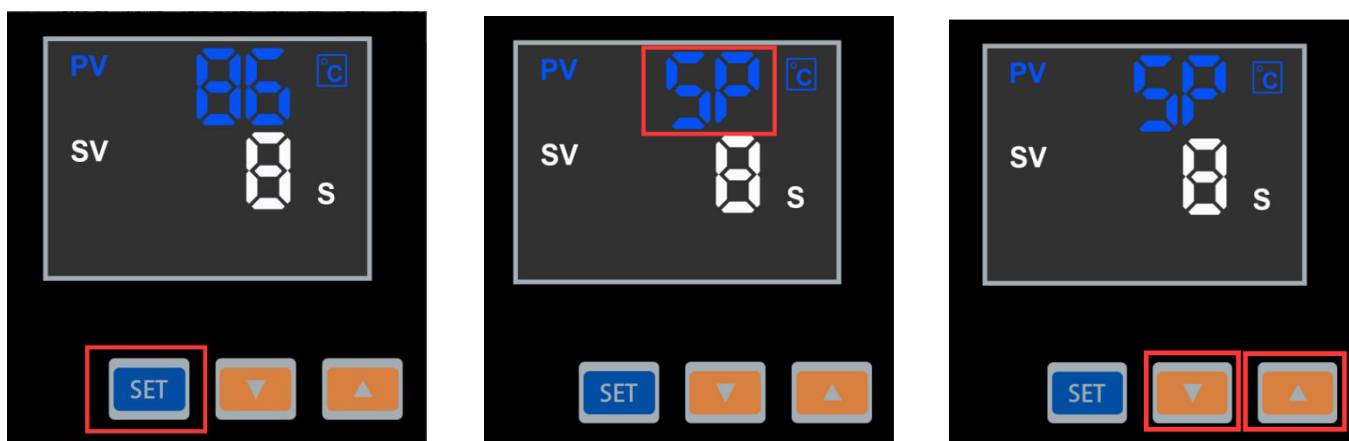 PV 86 °C
SV 8 S
SET ▼ ▲
PV SP °C
SV 8 S
SET ▼ ▲
PV SP °C
SV 8 S
SET ▼ ▲